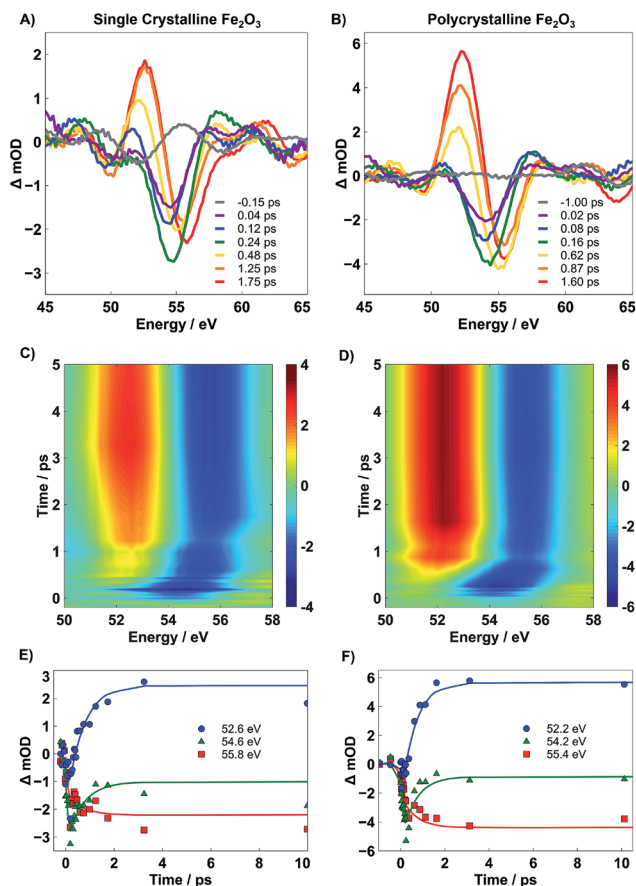 A) Single Crystalline Fe₂O₃
2
1
0
−1
−2
−3
Δ mOD
-0.15 ps
0.04 ps
0.12 ps
0.24 ps
0.48 ps
1.25 ps
1.75 ps
45 50 55 60 65
Energy / eV
B) Polycrystalline Fe₂O₃
6
4
2
0
−2
−4
Δ mOD
-1.00 ps
0.02 ps
0.08 ps
0.16 ps
0.62 ps
0.87 ps
1.60 ps
45 50 55 60 65
Energy / eV
C)
5
4
3
2
1
0
Time / ps
50 52 54 56 58
Energy / eV
4
2
0
-2
-4
D)
5
4
3
2
1
0
50 52 54 56 58
Energy / eV
6
4
2
0
-2
-4
-6
E)
3
2
1
0
1
2
3
Δ mOD
52.6 eV
54.6 eV
55.8 eV
0 2 4 6 8 10
Time / ps
F)
6
4
2
0
−2
−4
−6
Δ mOD
52.2 eV
54.2 eV
55.4 eV
0 2 4 6 8 10
Time / ps